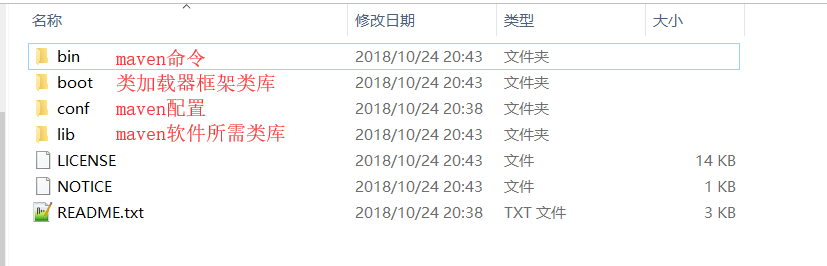 名称 修改日期 类型 大小
bin maven命令 2018/10/24 20:43 文件夹
boot 类加载器框架类库 2018/10/24 20:43 文件夹
conf maven配置 2018/10/24 20:38 文件夹
lib maven软件所需类库 2018/10/24 20:43 文件夹
LICENSE 2018/10/24 20:43 文件 14 KB
NOTICE 2018/10/24 20:43 文件 1 KB
README.txt 2018/10/24 20:38 TXT 文件 3 KB